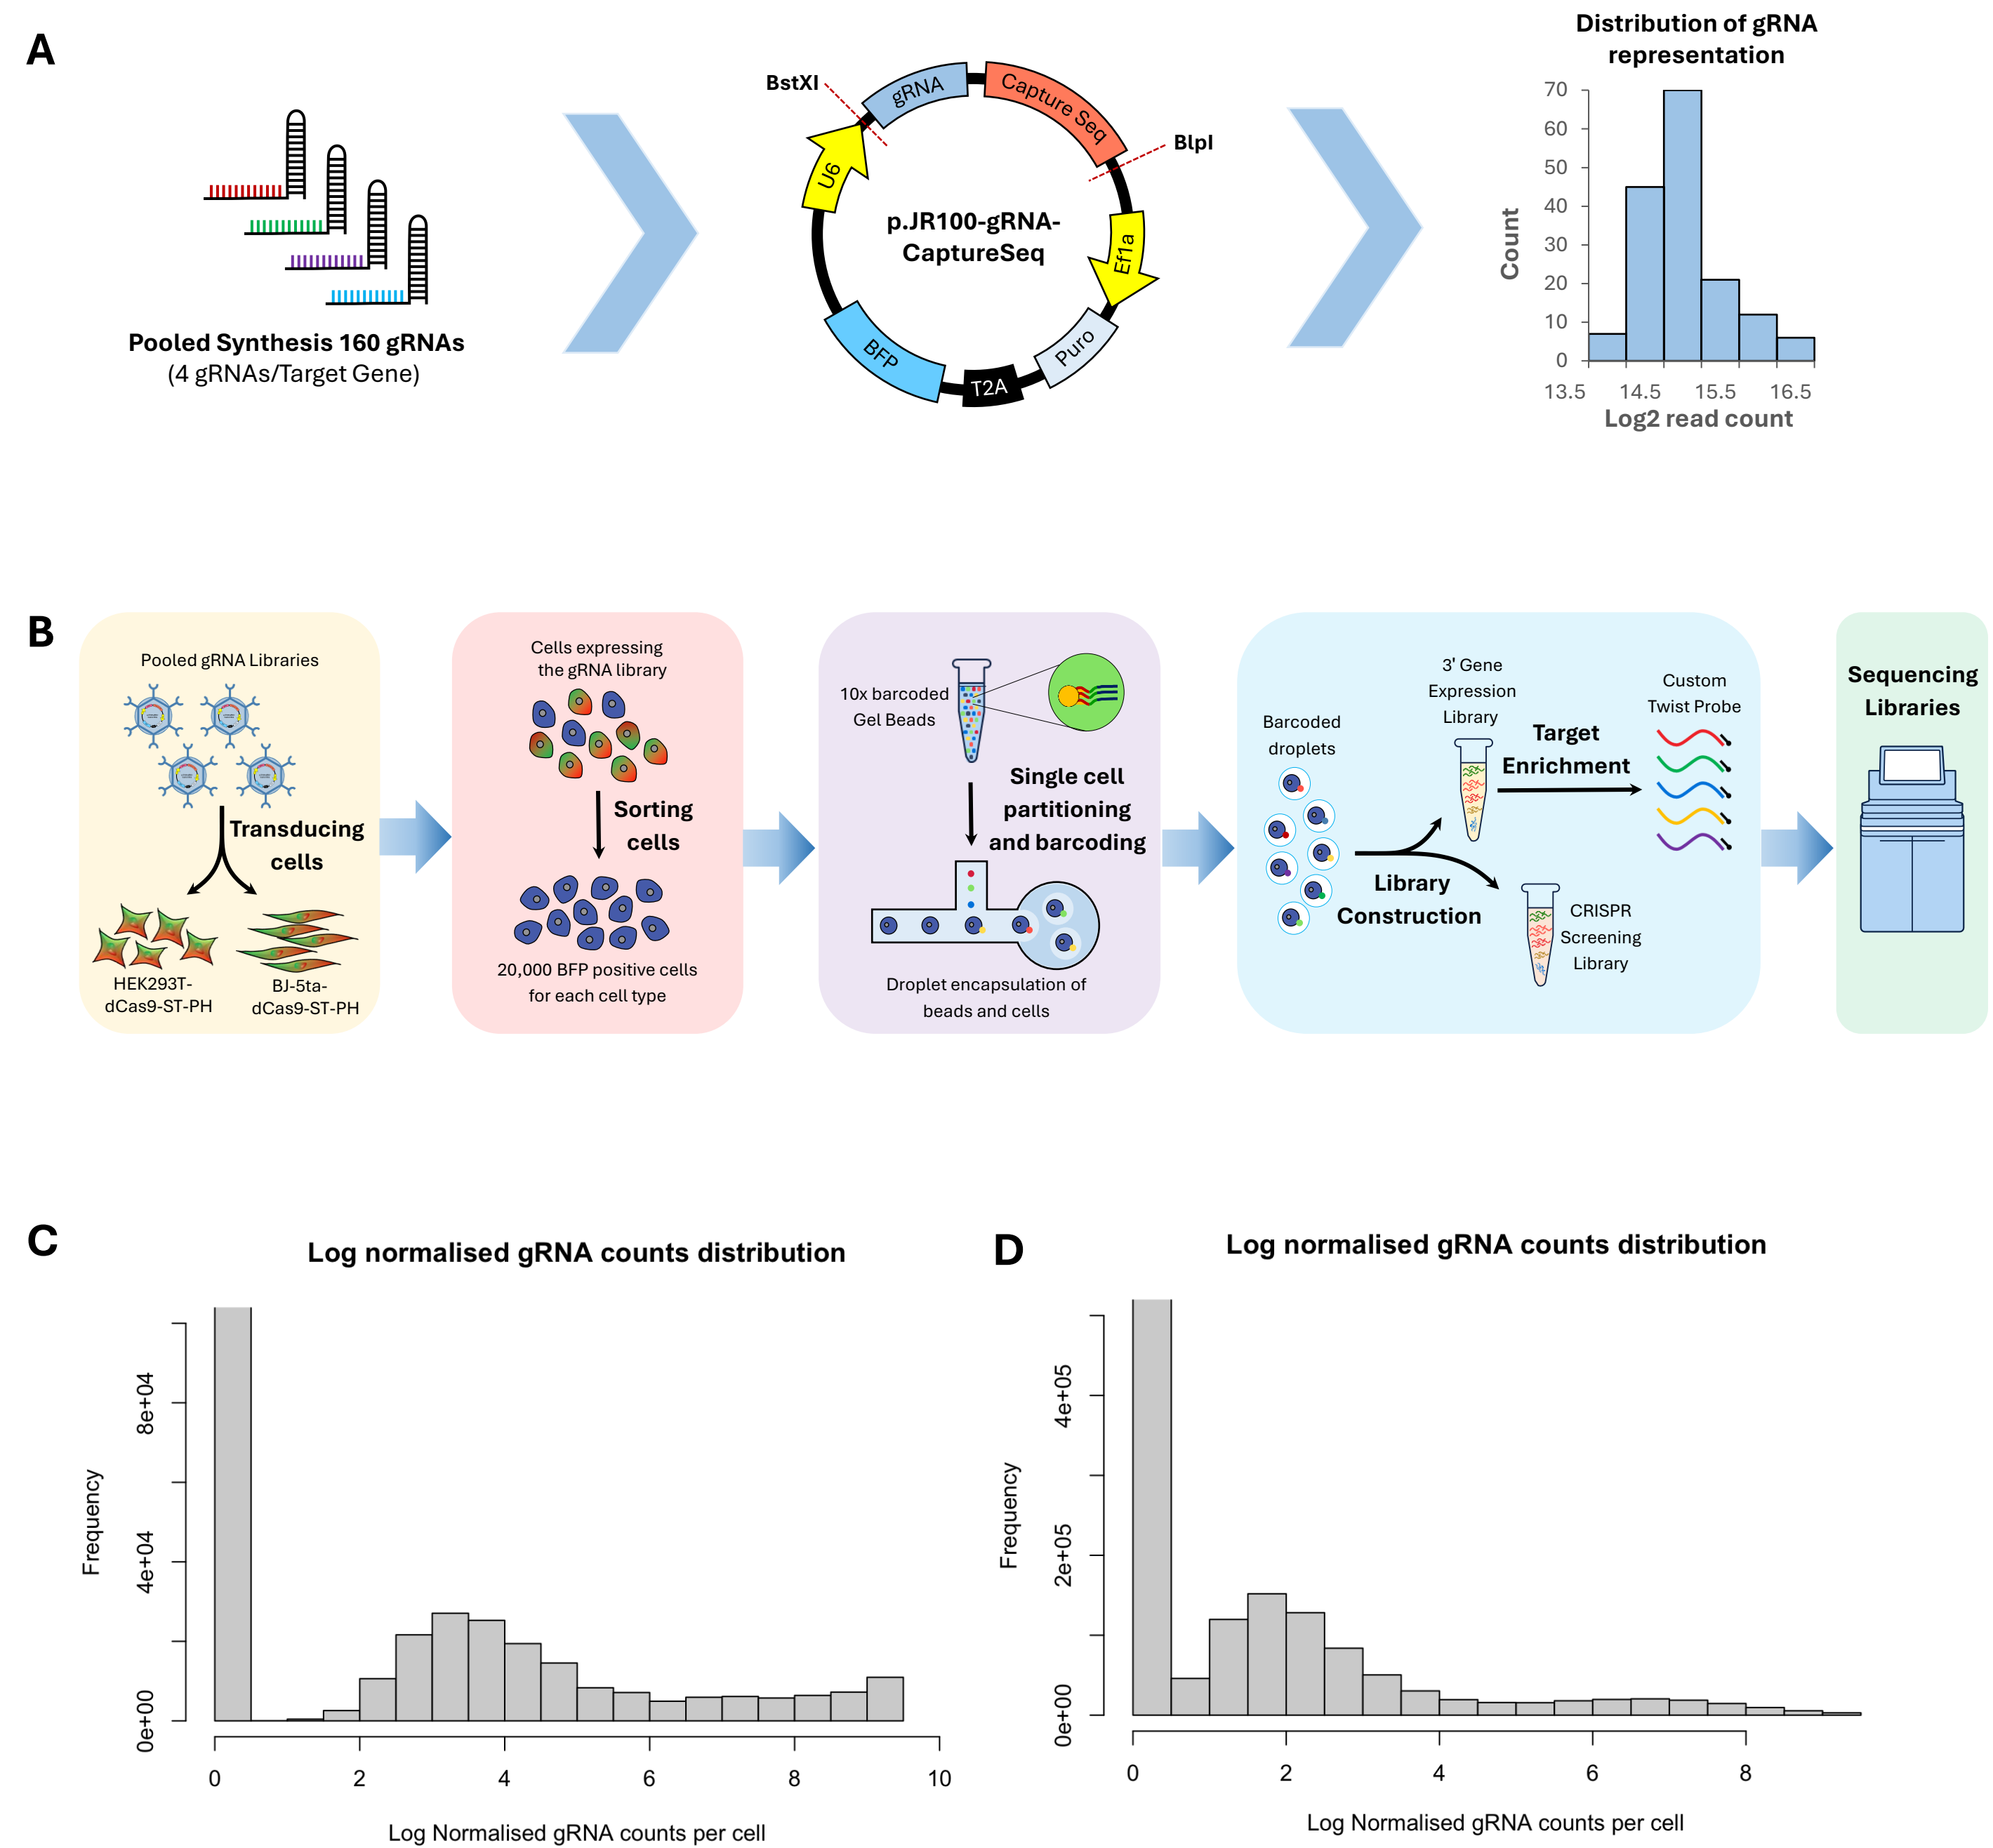 A
Pooled Synthesis 160 gRNAs
(4 gRNAs/Target Gene)
BstXI
gRNA
Capture Seq
BlpI
U6
p.JR100-gRNA-
CaptureSeq
Ef1a
BFP
T2A
Puro
Distribution of gRNA
representation
70
60
50
40
30
20
10
0
Count
13.5 14.5 15.5 16.5
Log2 read count
B
Pooled gRNA Libraries
Transducing
cells
HEK293T-
dCas9-ST-PH
BJ-5ta-
dCas9-ST-PH
Cells expressing
the gRNA library
Sorting
cells
20,000 BFP positive cells
for each cell type
10x barcoded
Gel Beads
Single cell
partitioning
and barcoding
Droplet encapsulation of
beads and cells
Barcoded
droplets
3' Gene
Expression
Library
Target
Enrichment
Custom
Twist Probe
Library
Construction
CRISPR
Screening
Library
Sequencing
Libraries
C
Log normalised gRNA counts distribution
Frequency
8e+04
4e+04
0e+00
0 2 4 6 8 10
Log Normalised gRNA counts per cell
D
Log normalised gRNA counts distribution
Frequency
4e+05
2e+05
0e+00
0 2 4 6 8
Log Normalised gRNA counts per cell